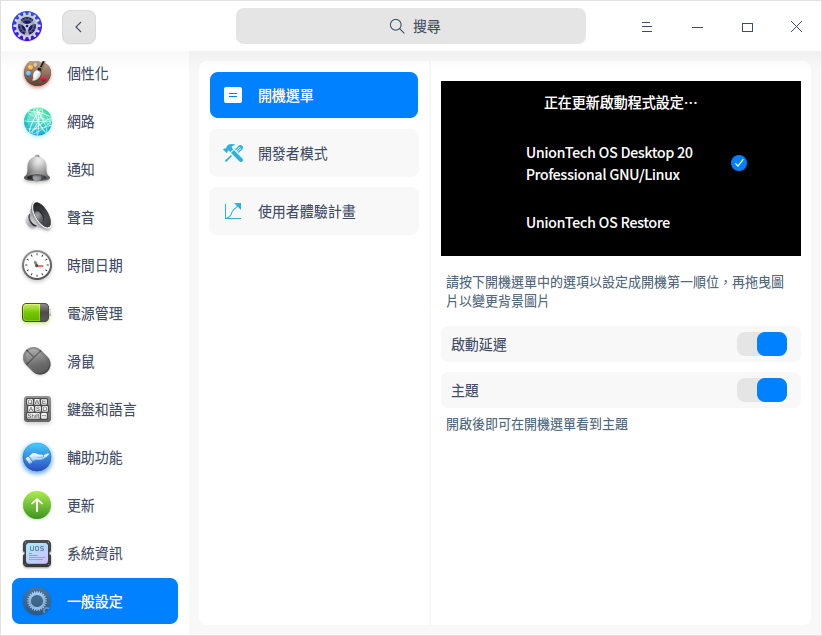 搜尋
個性化
網路
通知
聲音
時間日期
電源管理
滑鼠
鍵盤和語言
輔助功能
更新
UOS
系統資訊
一般設定
開機選單
開發者模式
使用者體驗計畫
正在更新啟動程式設定…
UnionTech OS Desktop 20
Professional GNU/Linux
UnionTech OS Restore
請按下開機選單中的選項以設定成開機第一順位，再拖曳圖
片以變更背景圖片
啟動延遲
主題
開啟後即可在開機選單看到主題